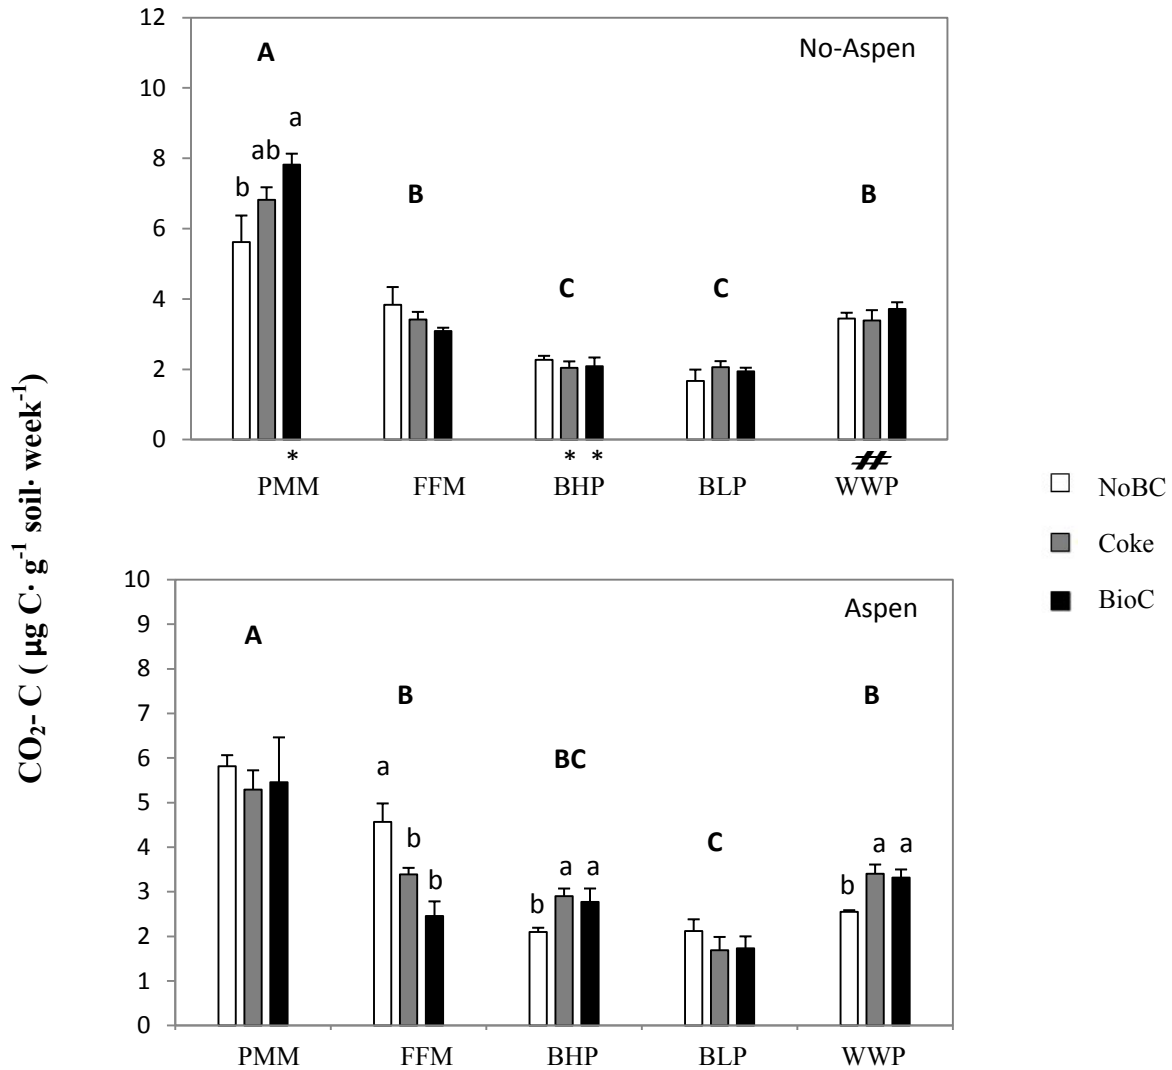 12
10
8
6
4
2
0
No-Aspen
A
a
ab
b
B
B
C
C
* * * #
PMM FFM BHP BLP WWP
CO₂- C ( µg C· g⁻¹ soil· week⁻¹)
NoBC
Coke
BioC
10
9
8
7
6
5
4
3
2
1
0
Aspen
A
B
B
BC
a
b
b
C
b a a
b a a
PMM FFM BHP BLP WWP